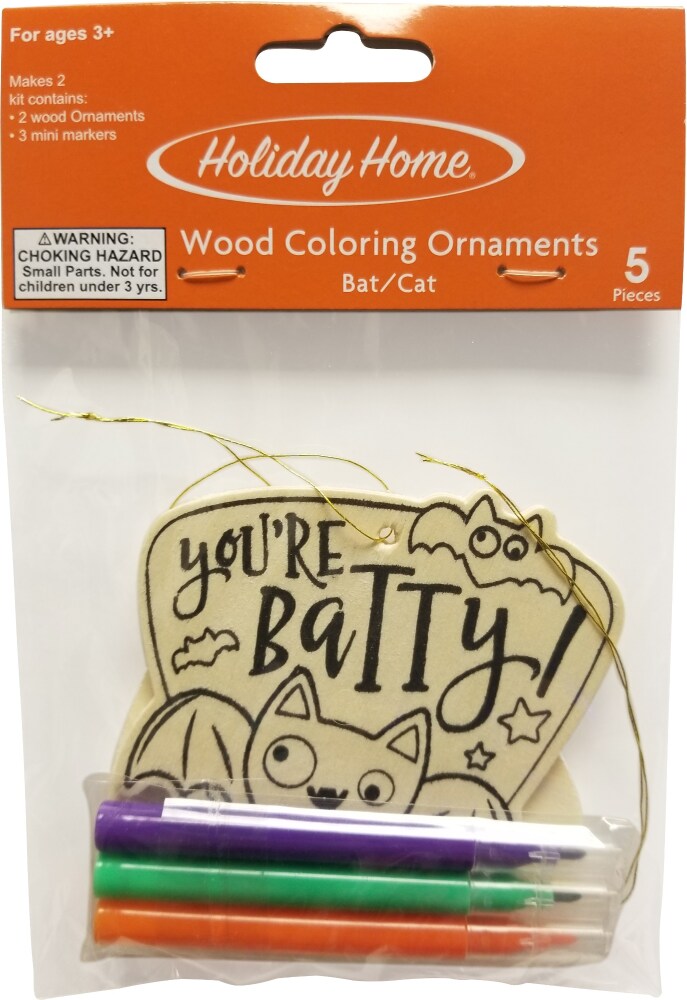 For ages 3+
Makes 2
kit contains:
• 2 wood Ornaments
• 3 mini markers
Holiday Home®
⚠WARNING:
CHOKING HAZARD
Small Parts. Not for
children under 3 yrs.
Wood Coloring Ornaments
Bat/Cat
5
Pieces
YOU'RE
BaTTy!